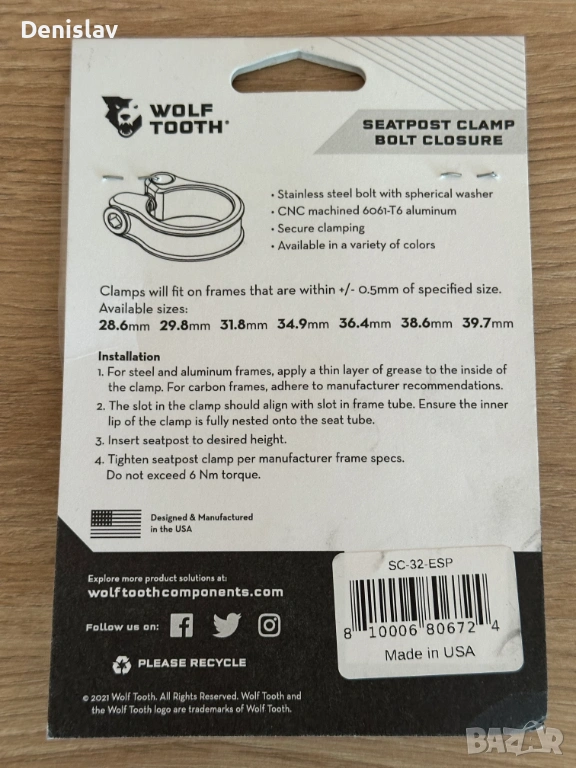 Denislav
WOLF
TOOTH®
SEATPOST CLAMP
BOLT CLOSURE
• Stainless steel bolt with spherical washer
• CNC machined 6061-T6 aluminum
• Secure clamping
• Available in a variety of colors
Clamps will fit on frames that are within +/- 0.5mm of specified size.
Available sizes:
28.6mm 29.8mm 31.8mm 34.9mm 36.4mm 38.6mm 39.7mm
Installation
1. For steel and aluminum frames, apply a thin layer of grease to the inside of
the clamp. For carbon frames, adhere to manufacturer recommendations.
2. The slot in the clamp should align with slot in frame tube. Ensure the inner
lip of the clamp is fully nested onto the seat tube.
3. Insert seatpost to desired height.
4. Tighten seatpost clamp per manufacturer frame specs.
Do not exceed 6 Nm torque.
Designed & Manufactured
in the USA
SC-32-ESP
8 10006 80672 4
Made in USA
Explore more product solutions at:
wolftoothcomponents.com
Follow us on:
PLEASE RECYCLE
© 2021 Wolf Tooth. All Rights Reserved. Wolf Tooth and
the Wolf Tooth logo are trademarks of Wolf Tooth.
BAZAR